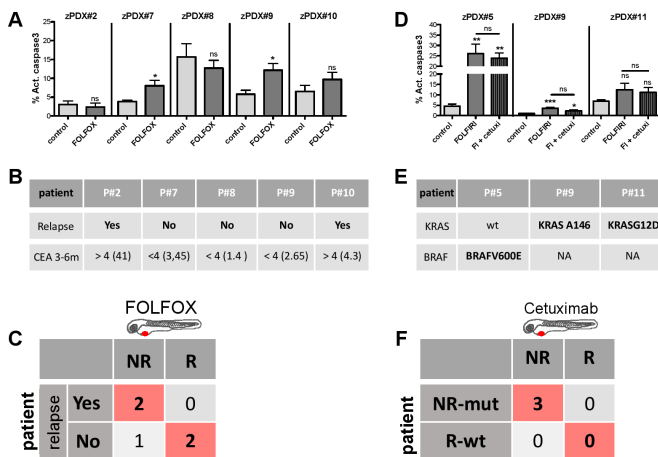 A
zPDX#2 zPDX#7 zPDX#8 zPDX#9 zPDX#10
% Act. caspase3
25
20
15
10
5
0
ns * ns * ns
control FOLFOX control FOLFOX control FOLFOX control FOLFOX control FOLFOX
D
zPDX#5 zPDX#9 zPDX#11
% Act. caspase3
40
30
20
20
15
10
5
0
ns ns ns
** ** *** * ns ns
control FOLFIRI Fi + cetuxi control FOLFIRI Fi + cetuxi control FOLFIRI Fi + cetuxi
B
patient P#2 P#7 P#8 P#9 P#10
Relapse Yes No No No Yes
CEA 3-6m > 4 (41) <4 (3,45) < 4 (1.4 ) < 4 (2.65) > 4 (4.3)
E
patient P#5 P#9 P#11
KRAS wt KRAS A146 KRASG12D
BRAF BRAFV600E NA NA
C
FOLFOX
NR R
patient
relapse
Yes 2 0
No 1 2
F
Cetuximab
NR R
patient
NR-mut 3 0
R-wt 0 0